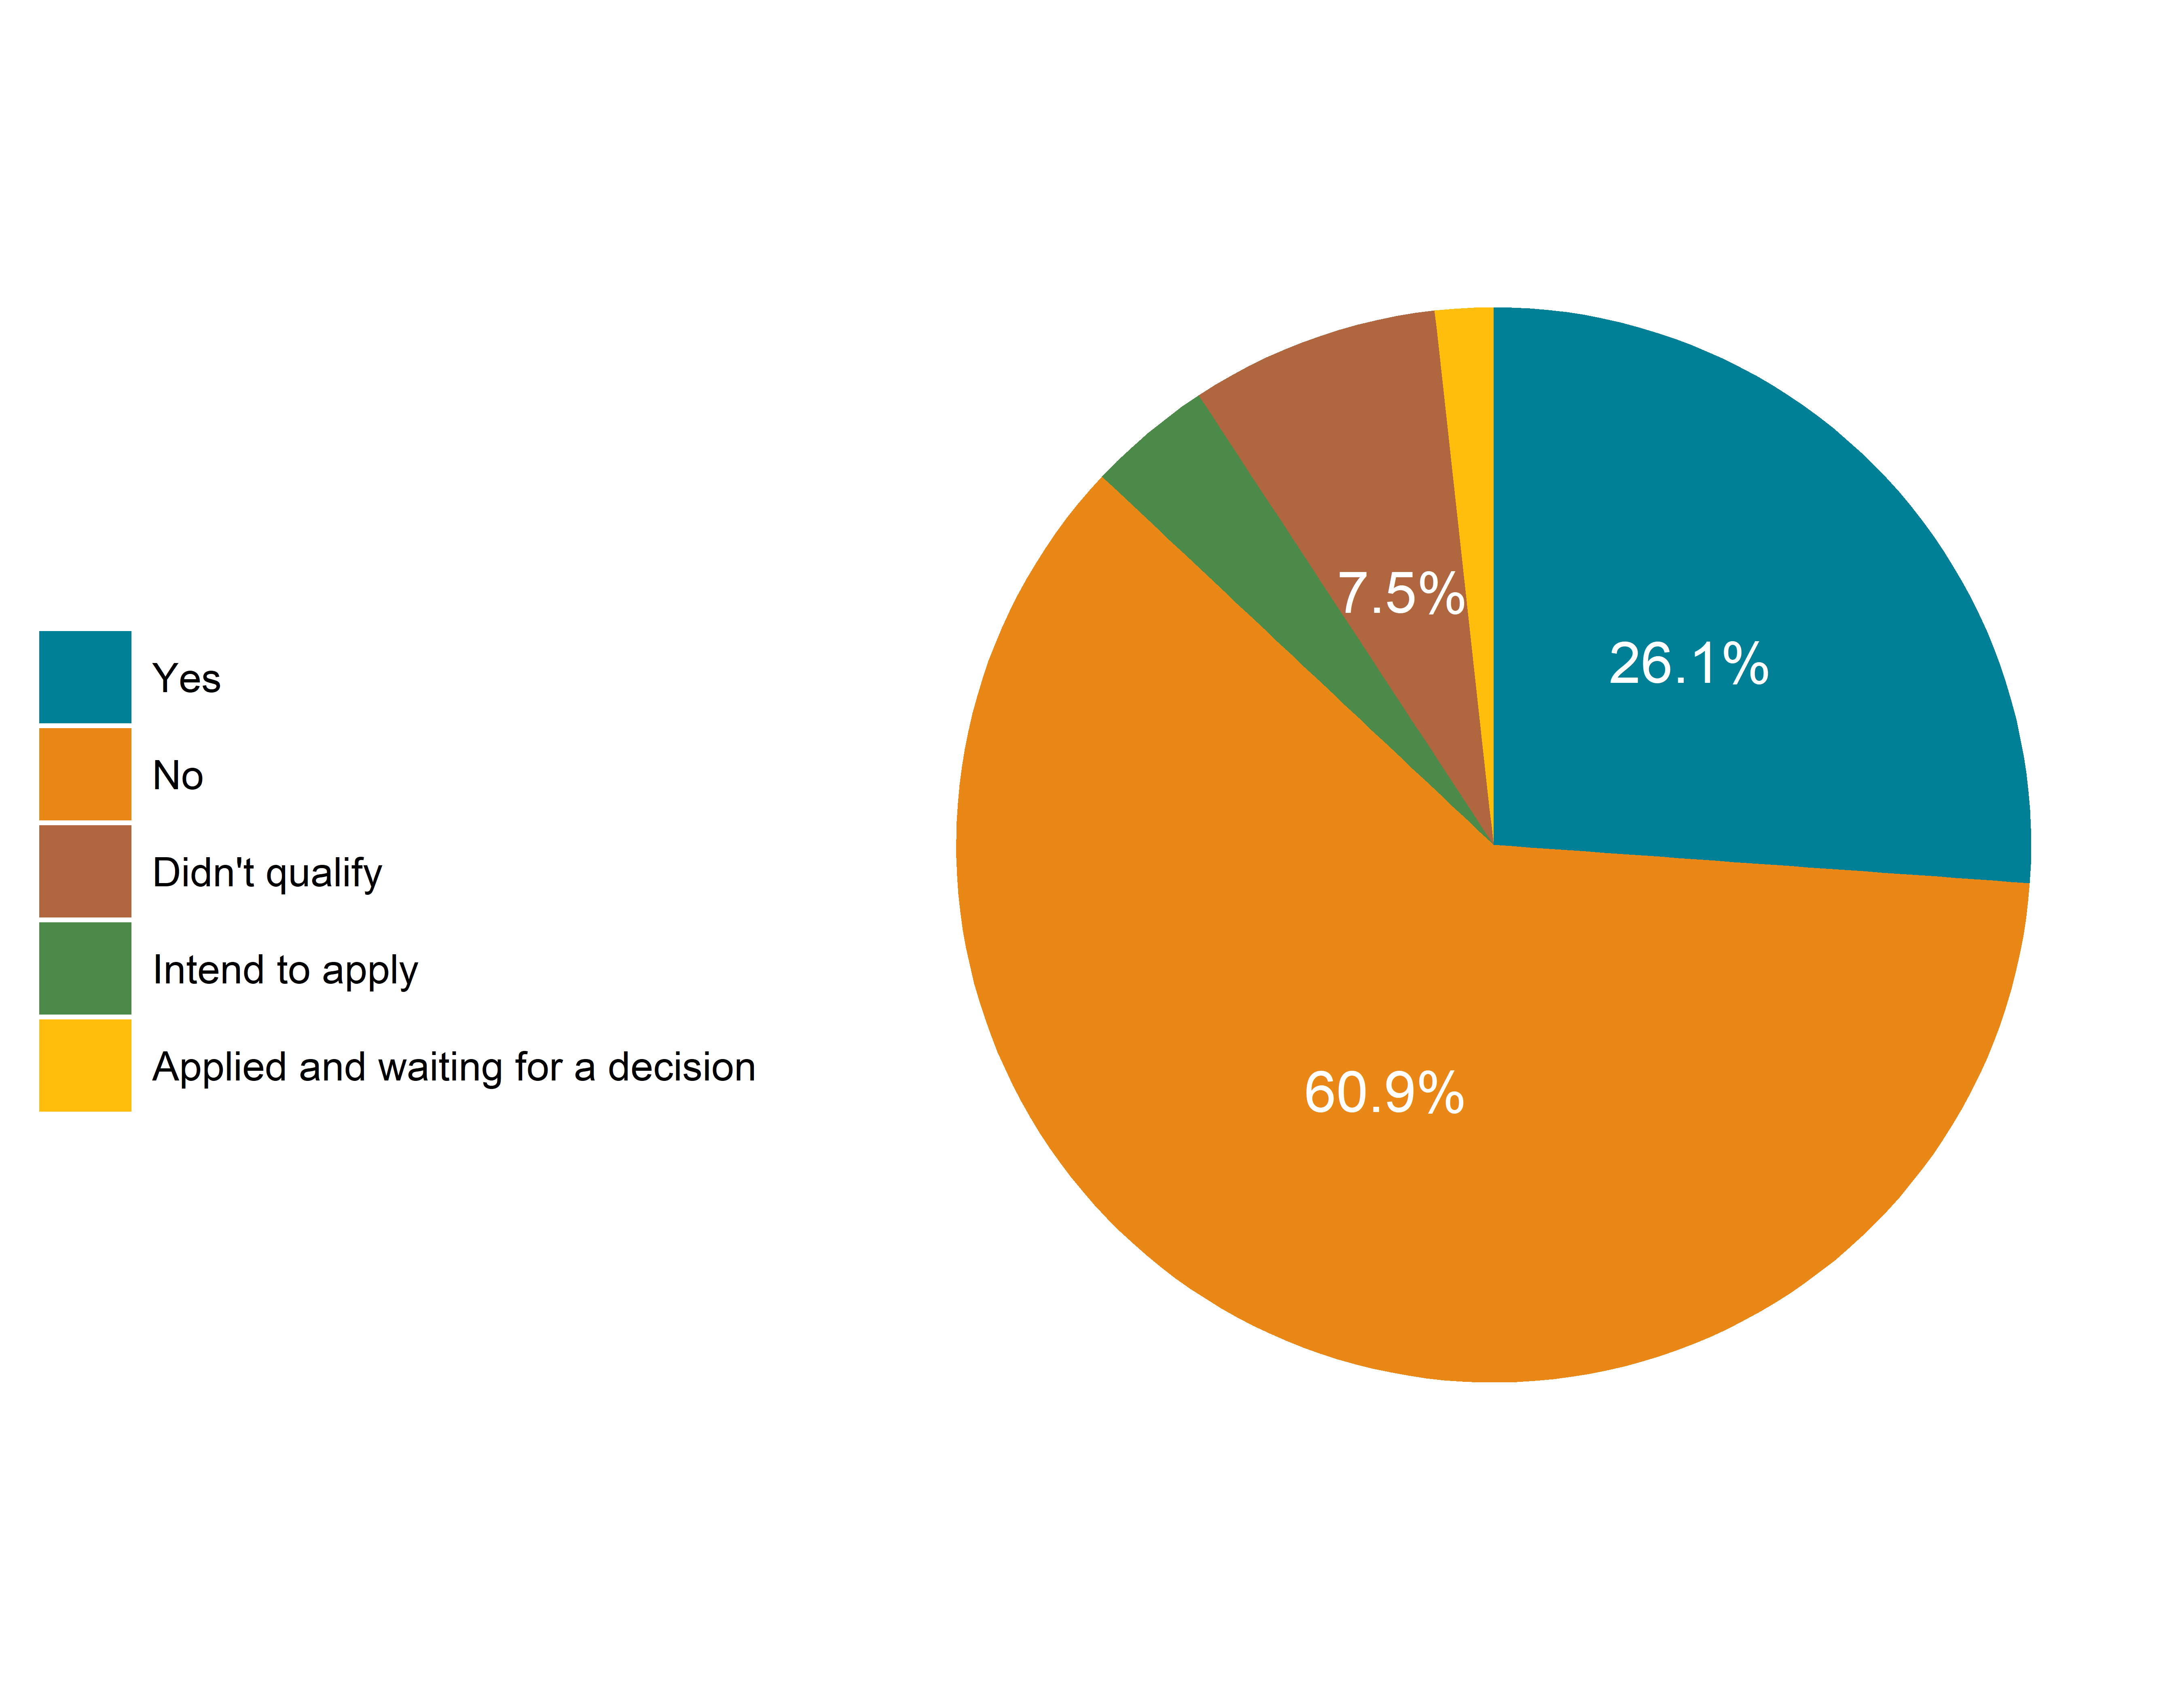 Yes
No
Didn't qualify
Intend to apply
Applied and waiting for a decision
7.5%
26.1%
60.9%